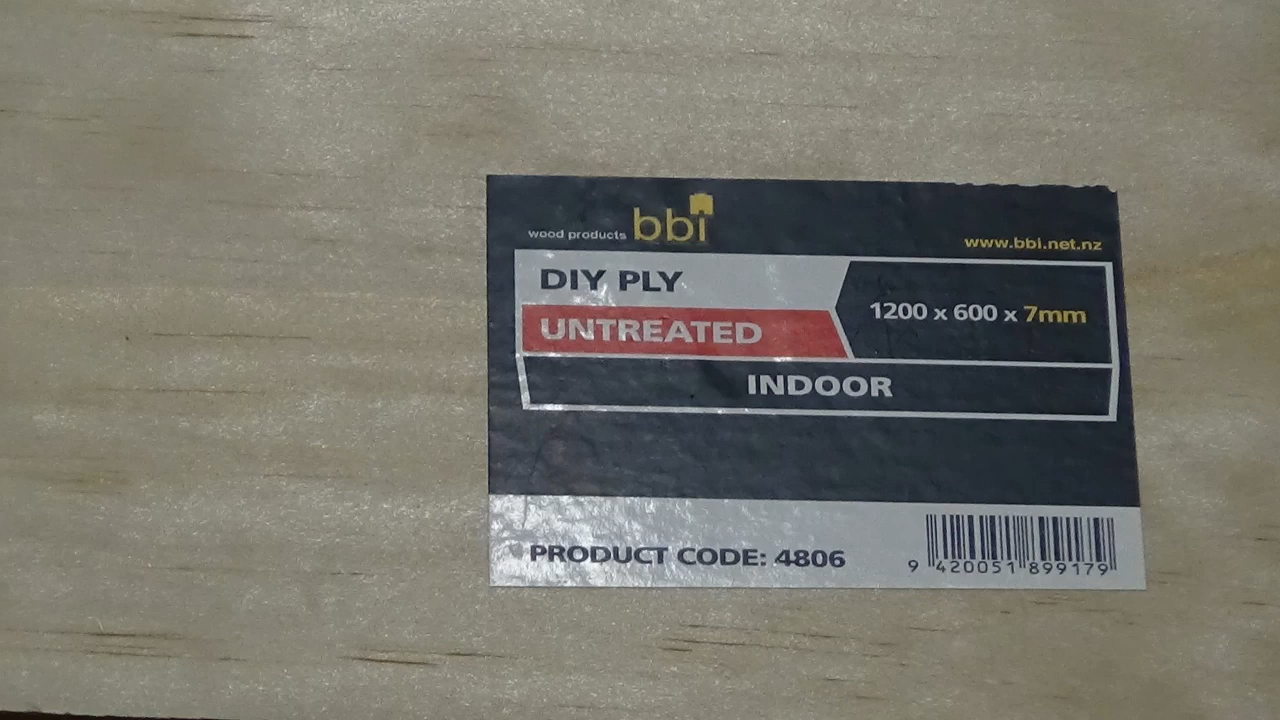 wood products bbi
www.bbi.net.nz
DIY PLY
UNTREATED
1200 x 600 x 7mm
INDOOR
PRODUCT CODE: 4806
9 420051 899179